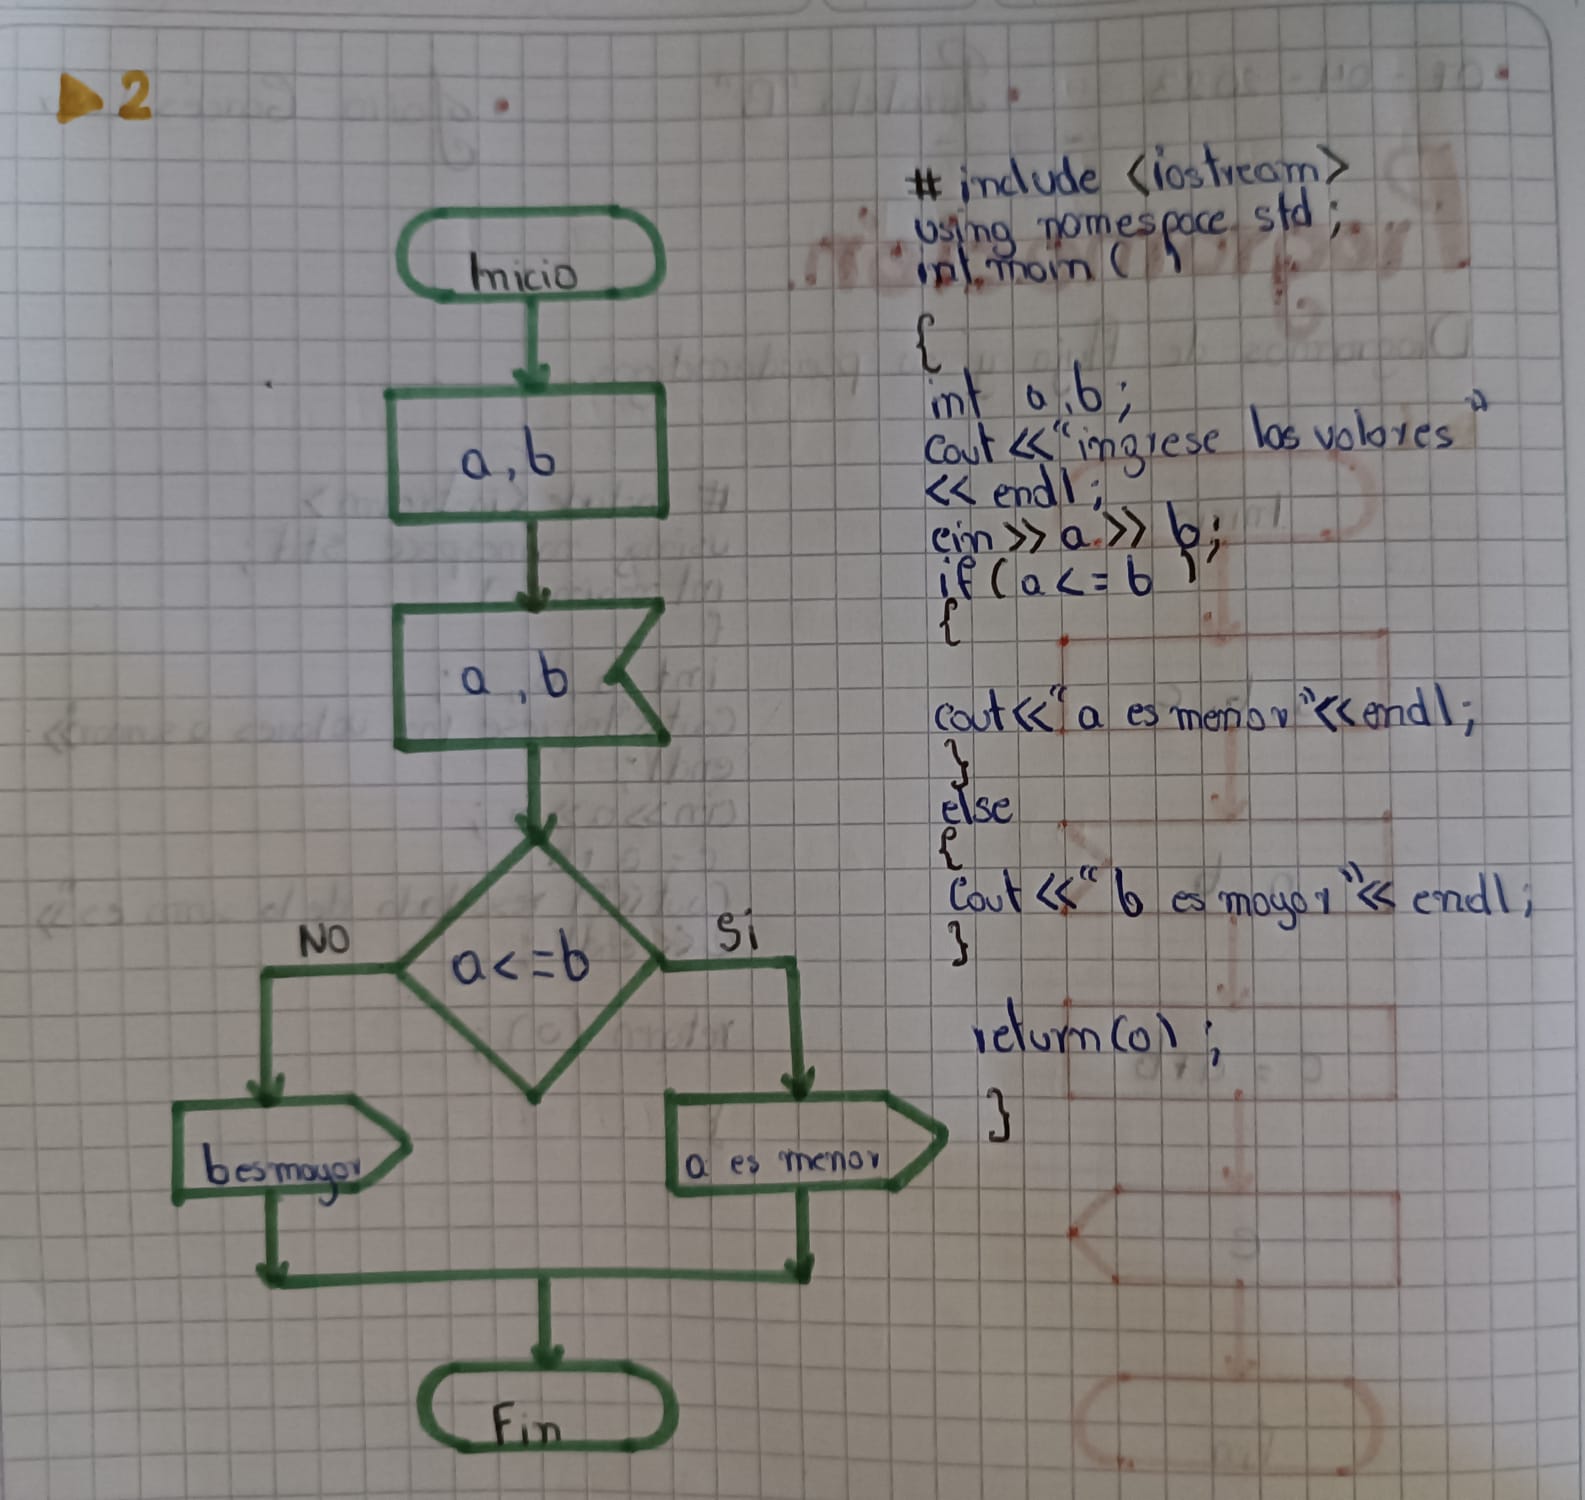 2
Inicio
a, b
a, b
a<=b
NO
Si
b es mayor
a es menor
Fin
# include <iostream>
using namespace std;
int main ( )
{
int a,b;
cout <<"ingrese los valores"
<< endl;
cin >> a >> b;
if ( a <= b )
{
cout <<" a es menor "<<endl;
}
else
{
cout <<" b es mayor "<< endl;
}
return(0) ;
}